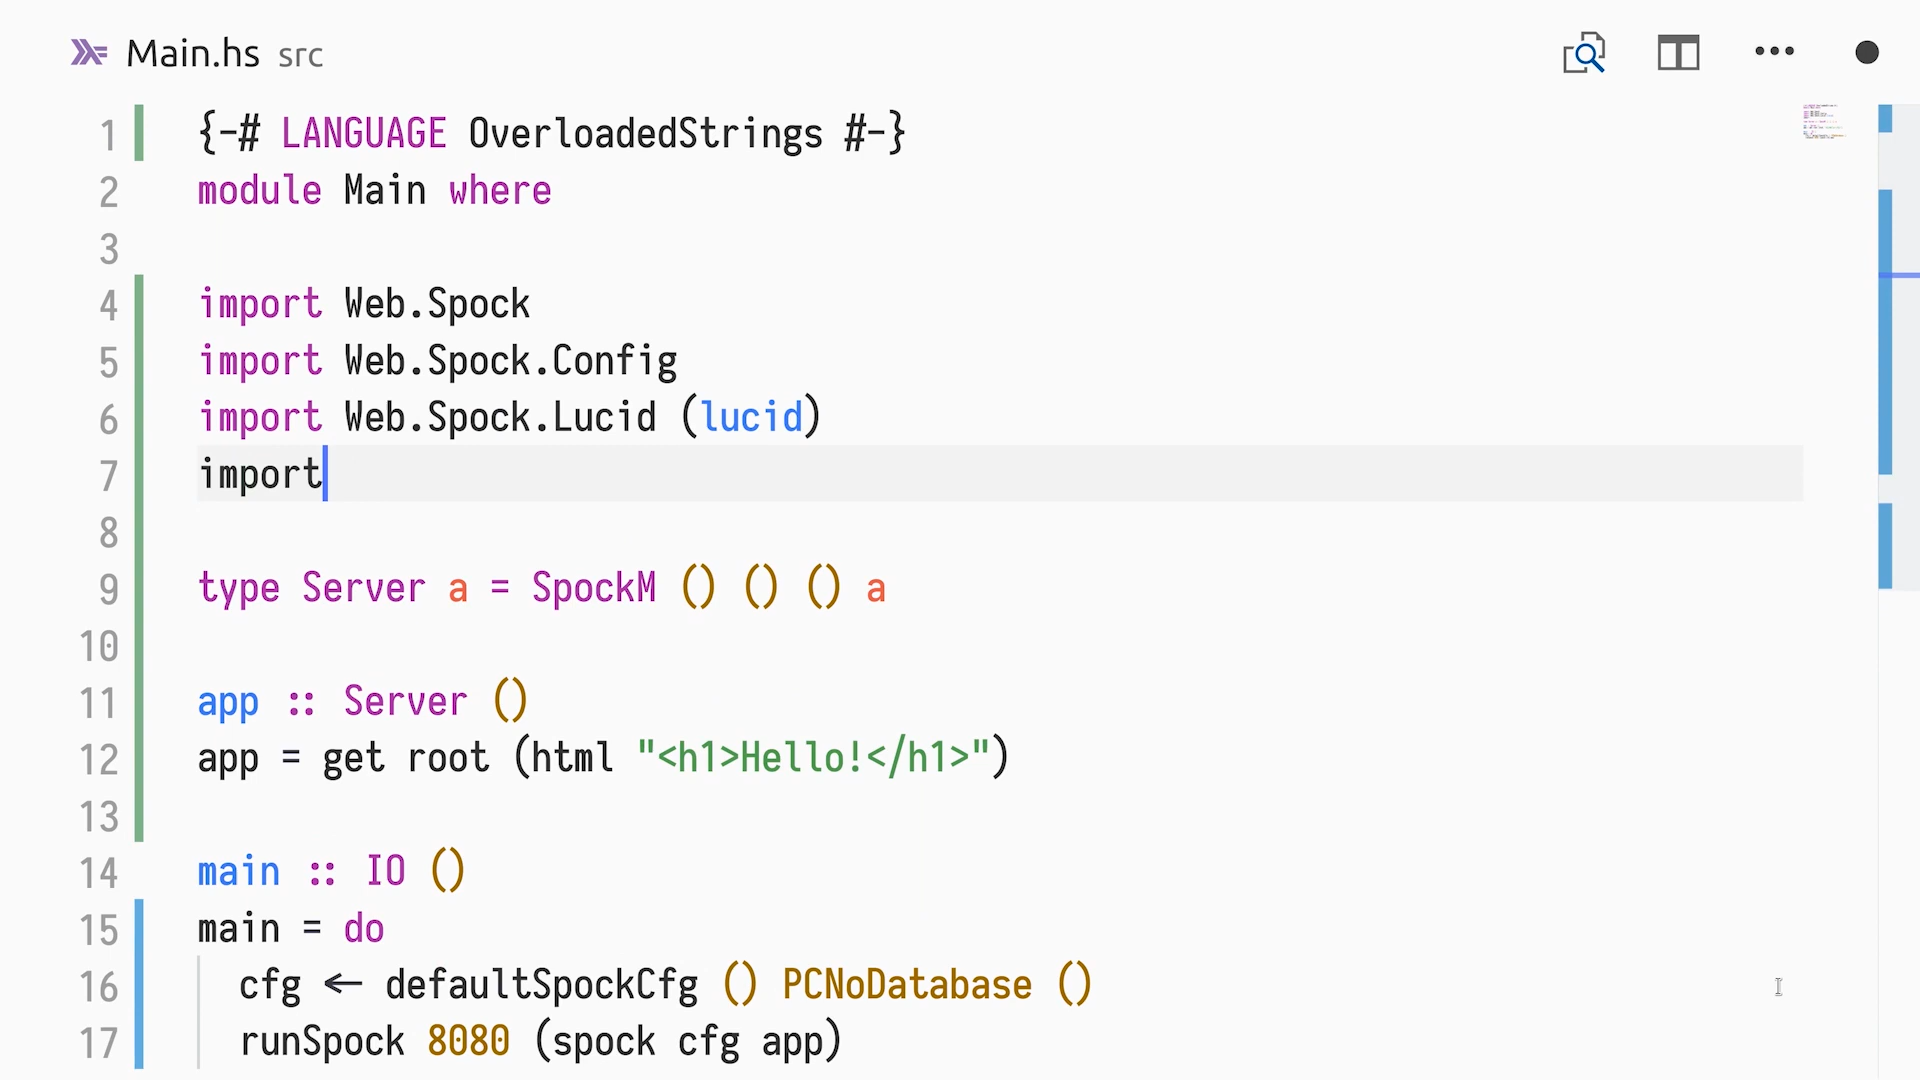 Main.hs src
1 {-# LANGUAGE OverloadedStrings #-}
2 module Main where
3
4 import Web.Spock
5 import Web.Spock.Config
6 import Web.Spock.Lucid (lucid)
7 import
8
9 type Server a = SpockM () () () a
10
11 app :: Server ()
12 app = get root (html "<h1>Hello!</h1>")
13
14 main :: IO ()
15 main = do
16 cfg <- defaultSpockCfg () PCNoDatabase ()
17 runSpock 8080 (spock cfg app)